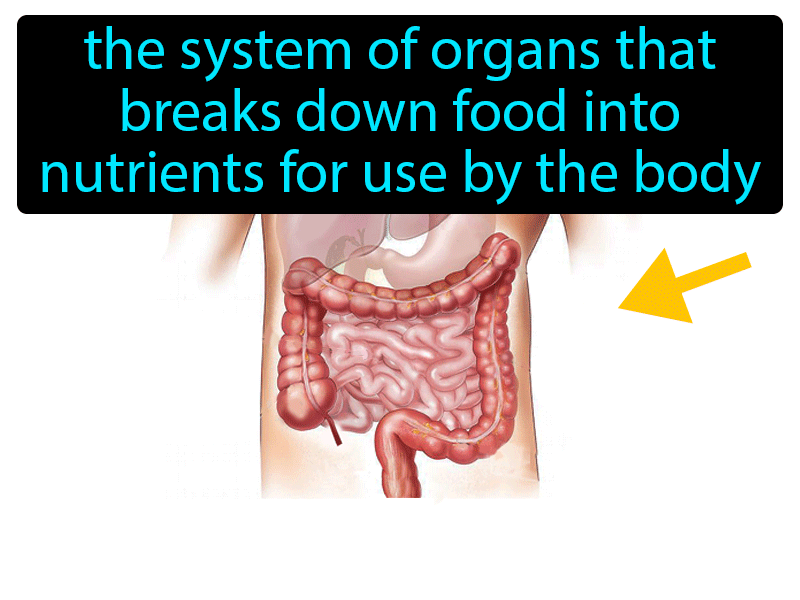 the system of organs that
breaks down food into
nutrients for use by the body